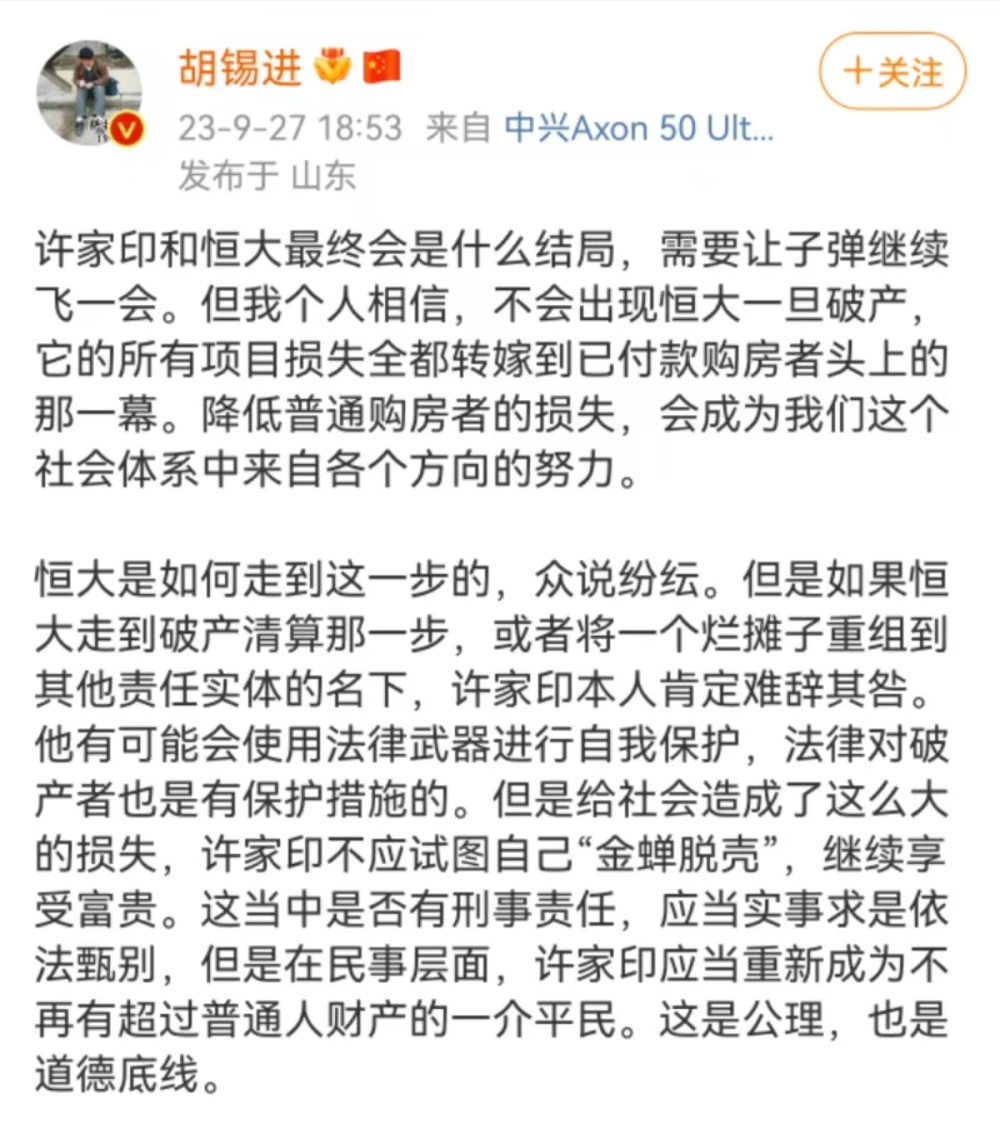 胡锡进
+关注
23-9-27 18:53 来自 中兴Axon 50 Ult...
发布于 山东
许家印和恒大最终会是什么结局，需要让子弹继续
飞一会。但我个人相信，不会出现恒大一旦破产，
它的所有项目损失全都转嫁到已付款购房者头上的
那一幕。降低普通购房者的损失，会成为我们这个
社会体系中来自各个方向的努力。
恒大是如何走到这一步的，众说纷纭。但是如果恒
大走到破产清算那一步，或者将一个烂摊子重组到
其他责任实体的名下，许家印本人肯定难辞其咎。
他有可能会使用法律武器进行自我保护，法律对破
产者也是有保护措施的。但是给社会造成了这么大
的损失，许家印不应试图自己“金蝉脱壳”，继续享
受富贵。这当中是否有刑事责任，应当实事求是依
法甄别，但是在民事层面，许家印应当重新成为不
再有超过普通人财产的一介平民。这是公理，也是
道德底线。